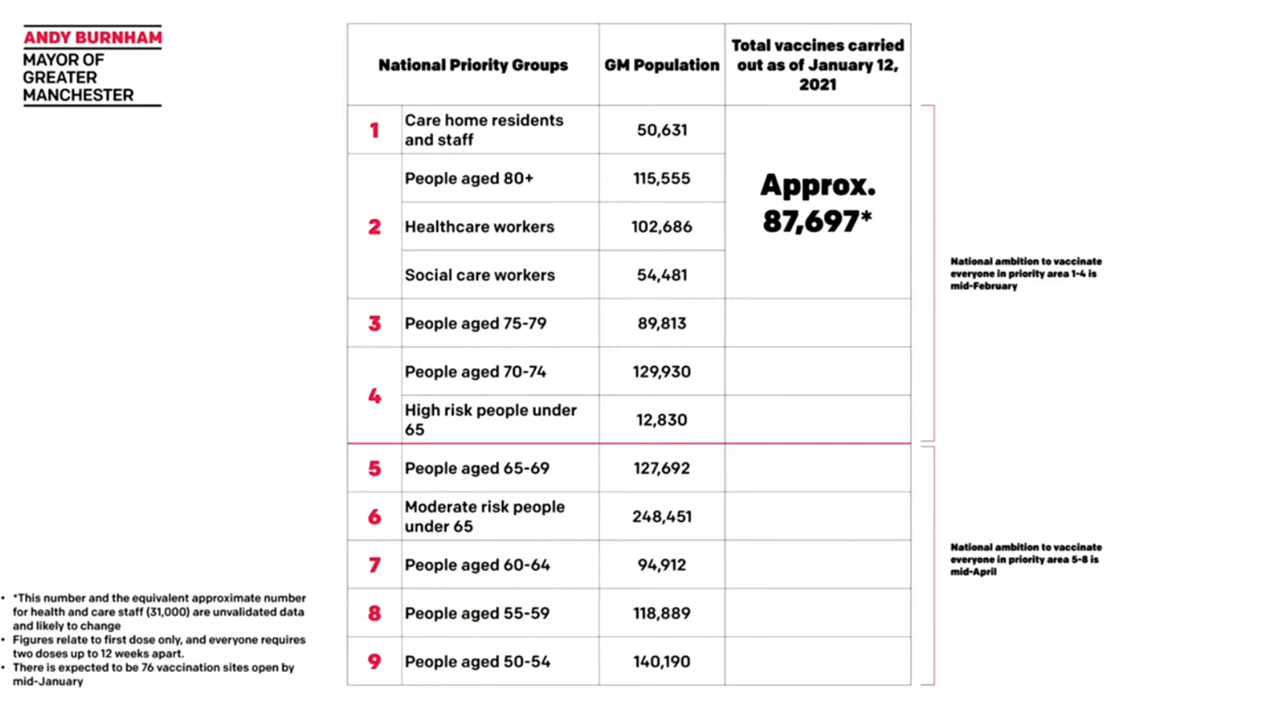 ANDY BURNHAM
MAYOR OF
GREATER
MANCHESTER
National Priority Groups
GM Population
Total vaccines carried
out as of January 12,
2021
1
Care home residents
and staff
50,631
Approx.
87,697*
2
People aged 80+
115,555
Healthcare workers
102,686
Social care workers
54,481
3
People aged 75-79
89,813
4
People aged 70-74
129,930
High risk people under
65
12,830
National ambition to vaccinate
everyone in priority area 1-4 is
mid-February
5
People aged 65-69
127,692
6
Moderate risk people
under 65
248,451
7
People aged 60-64
94,912
8
People aged 55-59
118,889
9
People aged 50-54
140,190
National ambition to vaccinate
everyone in priority area 5-8 is
mid-April
• *This number and the equivalent approximate number
for health and care staff (31,000) are unvalidated data
and likely to change
• Figures relate to first dose only, and everyone requires
two doses up to 12 weeks apart.
• There is expected to be 76 vaccination sites open by
mid-January